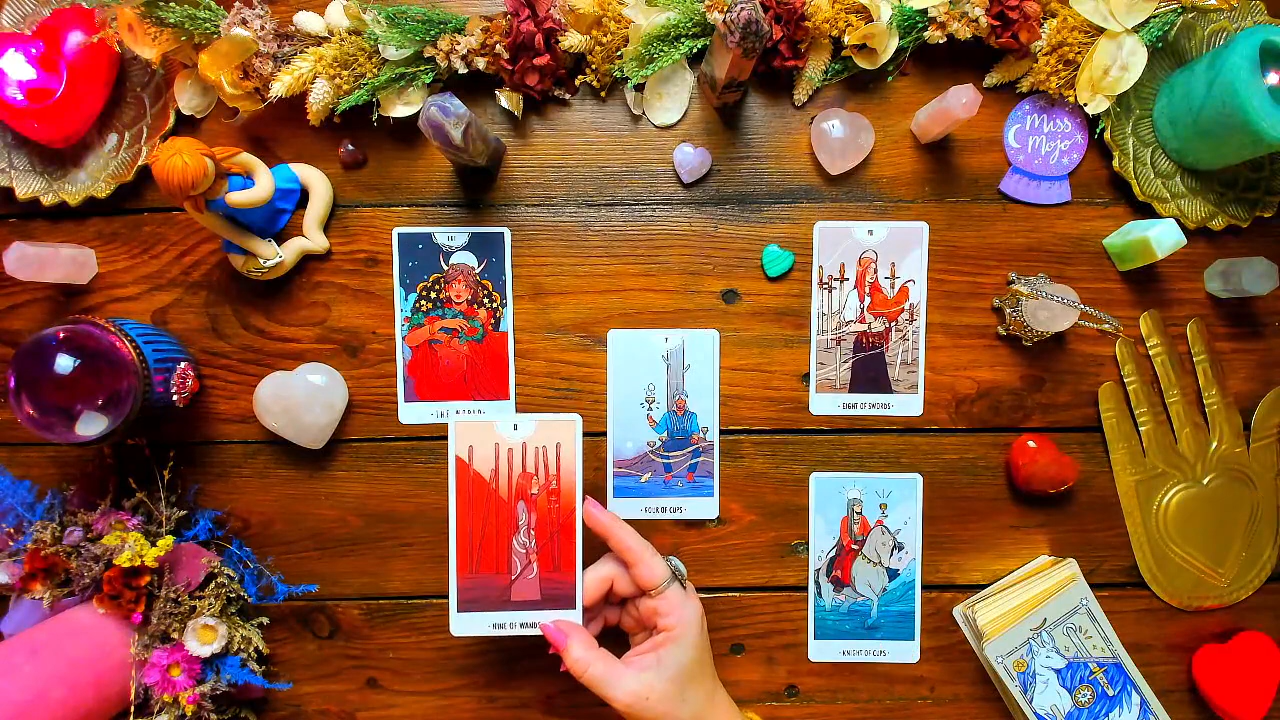 Miss
Mojo
· THE WORLD ·
· EIGHT OF SWORDS ·
· FOUR OF CUPS ·
· NINE OF WANDS ·
· KNIGHT OF CUPS ·